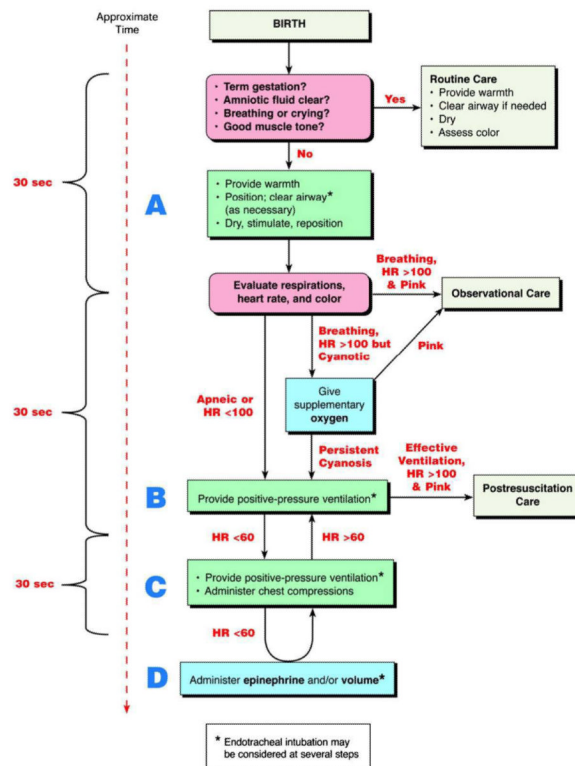 Approximate
Time
BIRTH
• Term gestation?
• Amniotic fluid clear?
• Breathing or crying?
• Good muscle tone?
Yes
Routine Care
• Provide warmth
• Clear airway if needed
• Dry
• Assess color
No
30 sec
A
• Provide warmth
• Position; clear airway*
(as necessary)
• Dry, stimulate, reposition
Evaluate respirations,
heart rate, and color
Breathing,
HR >100
& Pink
Observational Care
Breathing,
HR >100 but
Cyanotic
Pink
Apneic or
HR <100
Give
supplementary
oxygen
30 sec
Persistent
Cyanosis
Effective
Ventilation,
HR >100
& Pink
B
Provide positive-pressure ventilation*
Postresuscitation
Care
HR <60
HR >60
30 sec
C
• Provide positive-pressure ventilation*
• Administer chest compressions
HR <60
D
Administer epinephrine and/or volume*
* Endotracheal intubation may
be considered at several steps